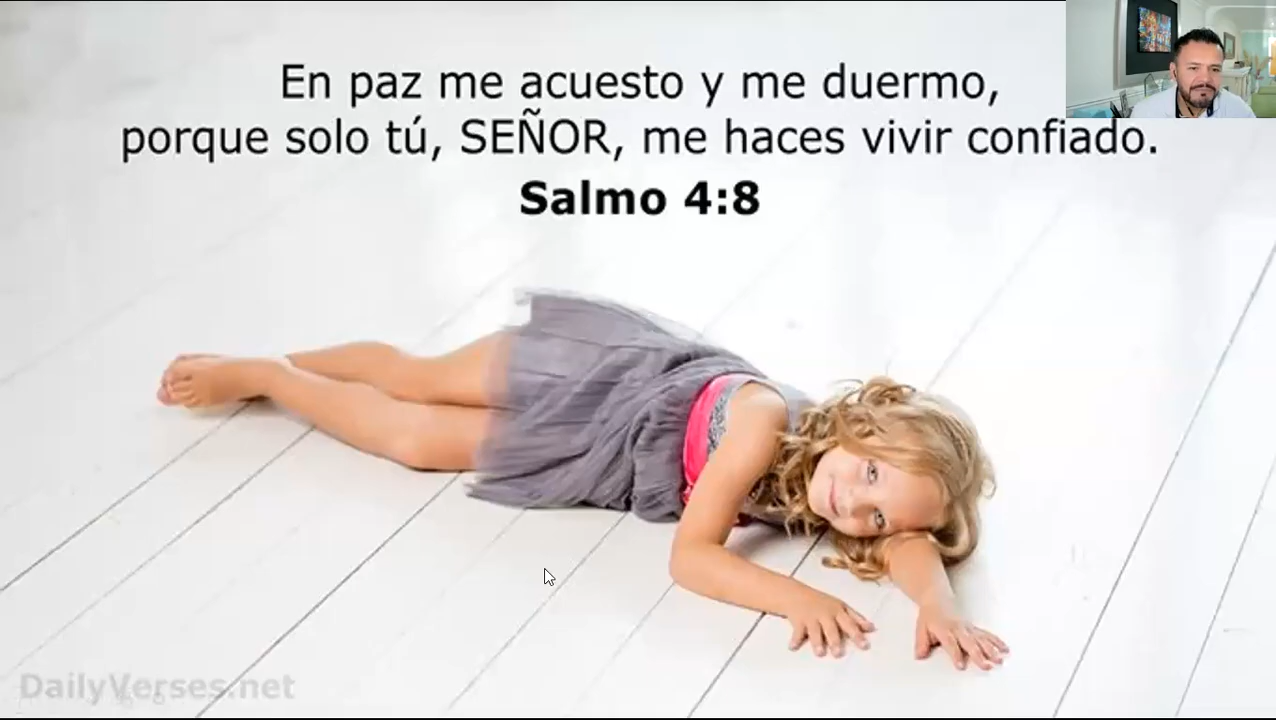 En paz me acuesto y me duermo,
porque solo tú, SEÑOR, me haces vivir confiado.
Salmo 4:8
DailyVerses.net